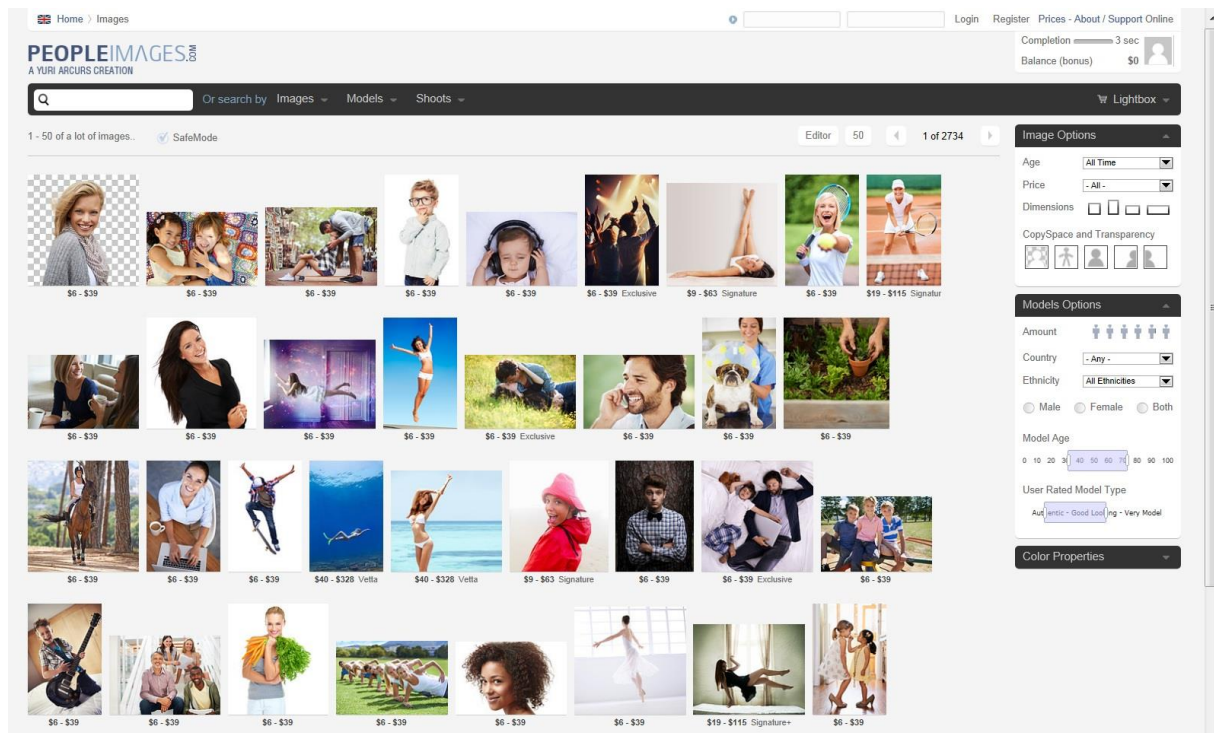 Home › Images
Login Register Prices - About / Support Online
PEOPLEIMAGES.COM
A YURI ARCURS CREATION
Completion 3 sec
Balance (bonus) $0
Or search by Images Models Shoots
Lightbox
1 - 50 of a lot of images..
SafeMode
Editor 50 1 of 2734
$6 - $39
$6 - $39
$6 - $39
$6 - $39
$6 - $39
$6 - $39 Exclusive
$9 - $63 Signature
$6 - $39
$19 - $115 Signatur
$6 - $39
$6 - $39
$6 - $39
$6 - $39
$6 - $39 Exclusive
$6 - $39
$6 - $39
$6 - $39
$6 - $39
$6 - $39
$6 - $39
$40 - $328 Vetta
$40 - $328 Vetta
$9 - $63 Signature
$6 - $39
$6 - $39 Exclusive
$6 - $39
$6 - $39
$6 - $39
$6 - $39
$6 - $39
$6 - $39
$6 - $39
$19 - $115 Signature+
$6 - $39
Image Options
Age All Time
Price - All -
Dimensions
CopySpace and Transparency
Models Options
Amount
Country - Any -
Ethnicity All Ethnicities
Male Female Both
Model Age
0 10 20 30 40 50 60 70 80 90 100
User Rated Model Type
Authentic - Good Looking - Very Model
Color Properties